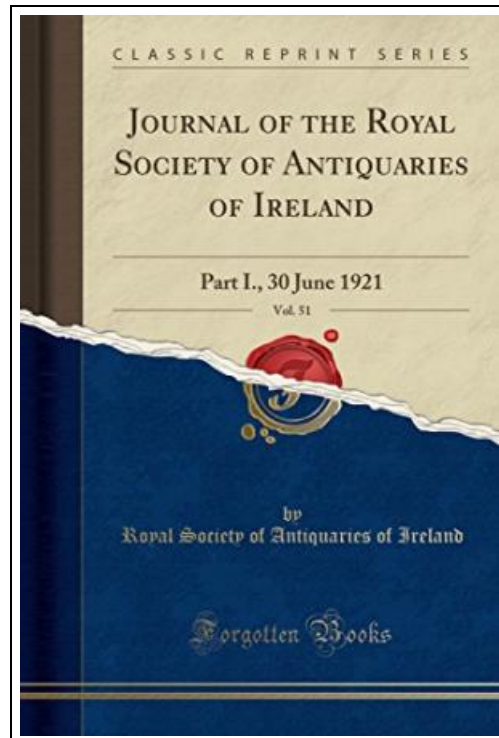 CLASSIC REPRINT SERIES
JOURNAL OF THE ROYAL
SOCIETY OF ANTIQUARIES
OF IRELAND
Part I., 30 June 1921
Vol. 51
by
Royal Society of Antiquaries of Ireland
Forgotten Books